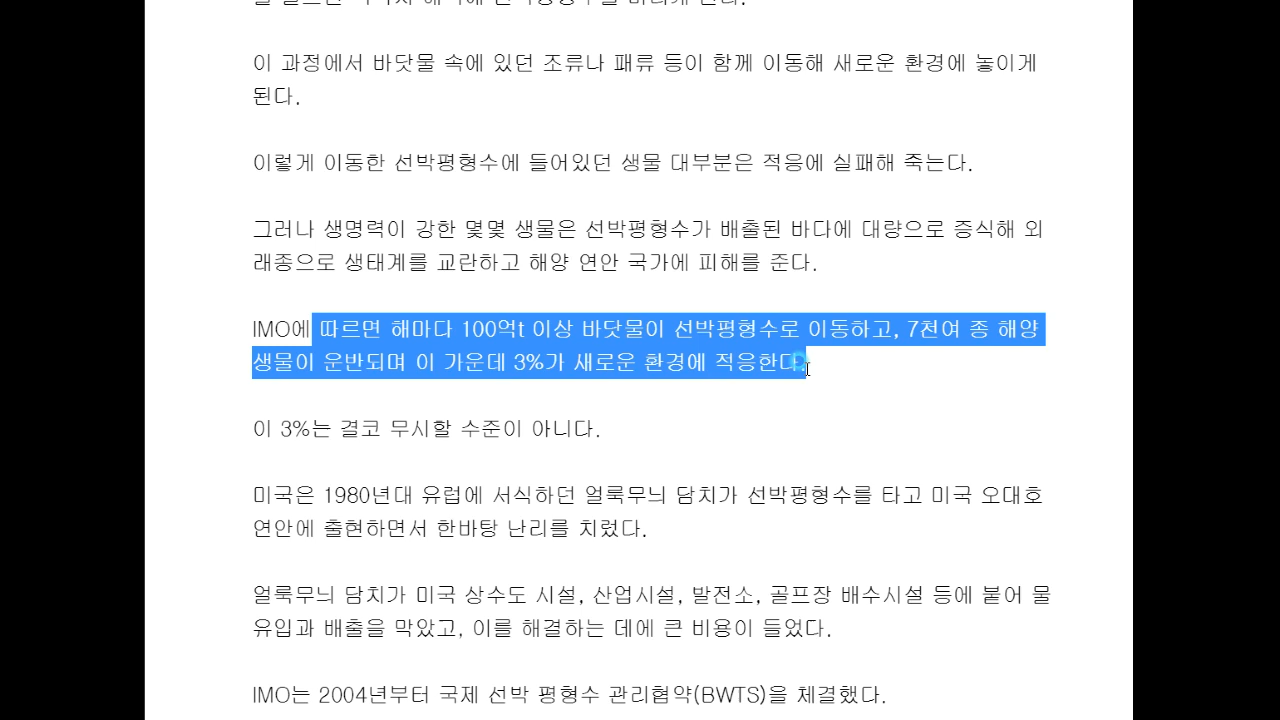 이 과정에서 바닷물 속에 있던 조류나 패류 등이 함께 이동해 새로운 환경에 놓이게
된다.
이렇게 이동한 선박평형수에 들어있던 생물 대부분은 적응에 실패해 죽는다.
그러나 생명력이 강한 몇몇 생물은 선박평형수가 배출된 바다에 대량으로 증식해 외
래종으로 생태계를 교란하고 해양 연안 국가에 피해를 준다.
IMO에 따르면 해마다 100억t 이상 바닷물이 선박평형수로 이동하고, 7천여 종 해양
생물이 운반되며 이 가운데 3%가 새로운 환경에 적응한다.
이 3%는 결코 무시할 수준이 아니다.
미국은 1980년대 유럽에 서식하던 얼룩무늬 담치가 선박평형수를 타고 미국 오대호
연안에 출현하면서 한바탕 난리를 치렀다.
얼룩무늬 담치가 미국 상수도 시설, 산업시설, 발전소, 골프장 배수시설 등에 붙어 물
유입과 배출을 막았고, 이를 해결하는 데에 큰 비용이 들었다.
IMO는 2004년부터 국제 선박 평형수 관리협약(BWTS)을 체결했다.